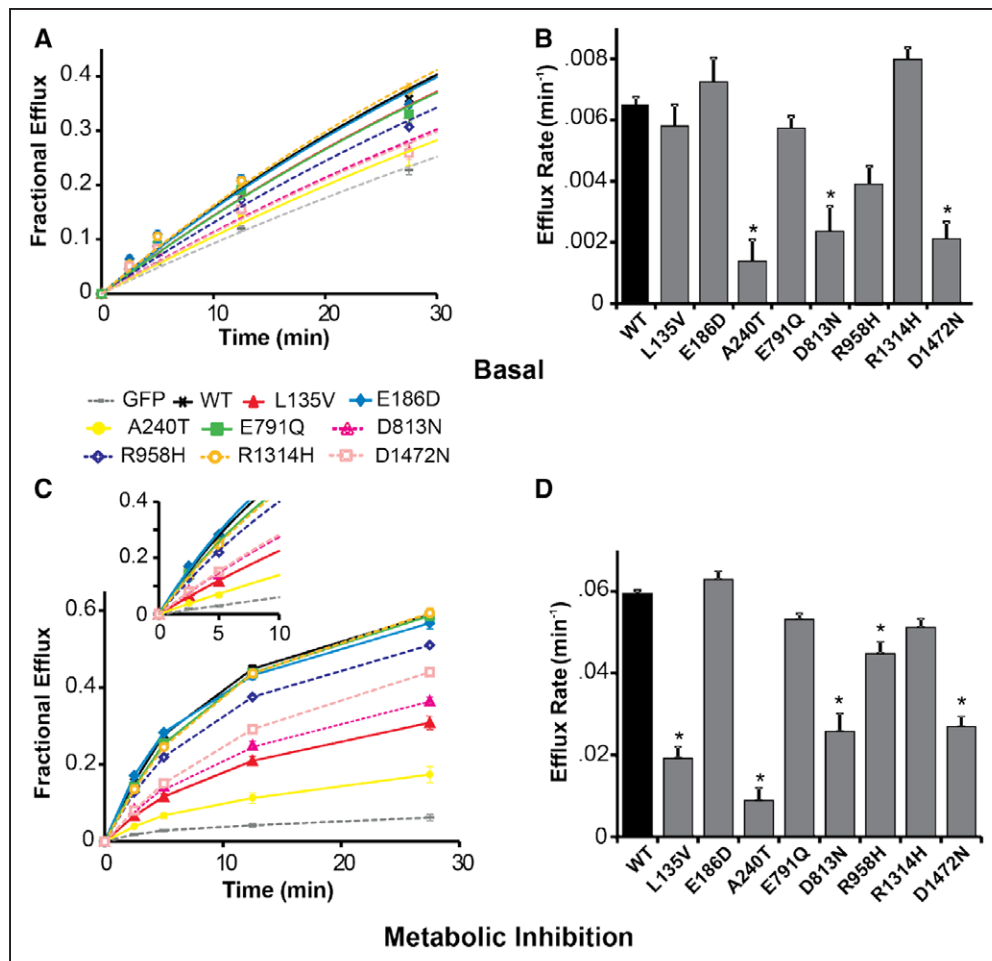 A
Fractional Efflux
0.4
0.3
0.2
0.1
0
0 10 20 30
Time (min)
B
Efflux Rate (min⁻¹)
.008
.006
.004
.002
0
*
*
*
WT L135V E186D A240T E791Q D813N R958H R1314H D1472N
Basal
GFP WT L135V E186D
A240T E791Q D813N
R958H R1314H D1472N
C
Fractional Efflux
0.4
0.2
0
0 5 10
0.6
0.4
0.2
0
0 10 20 30
Time (min)
D
Efflux Rate (min⁻¹)
.06
.04
0.02
0
*
*
*
*
*
WT L135V E186D A240T E791Q D813N R958H R1314H D1472N
Metabolic Inhibition